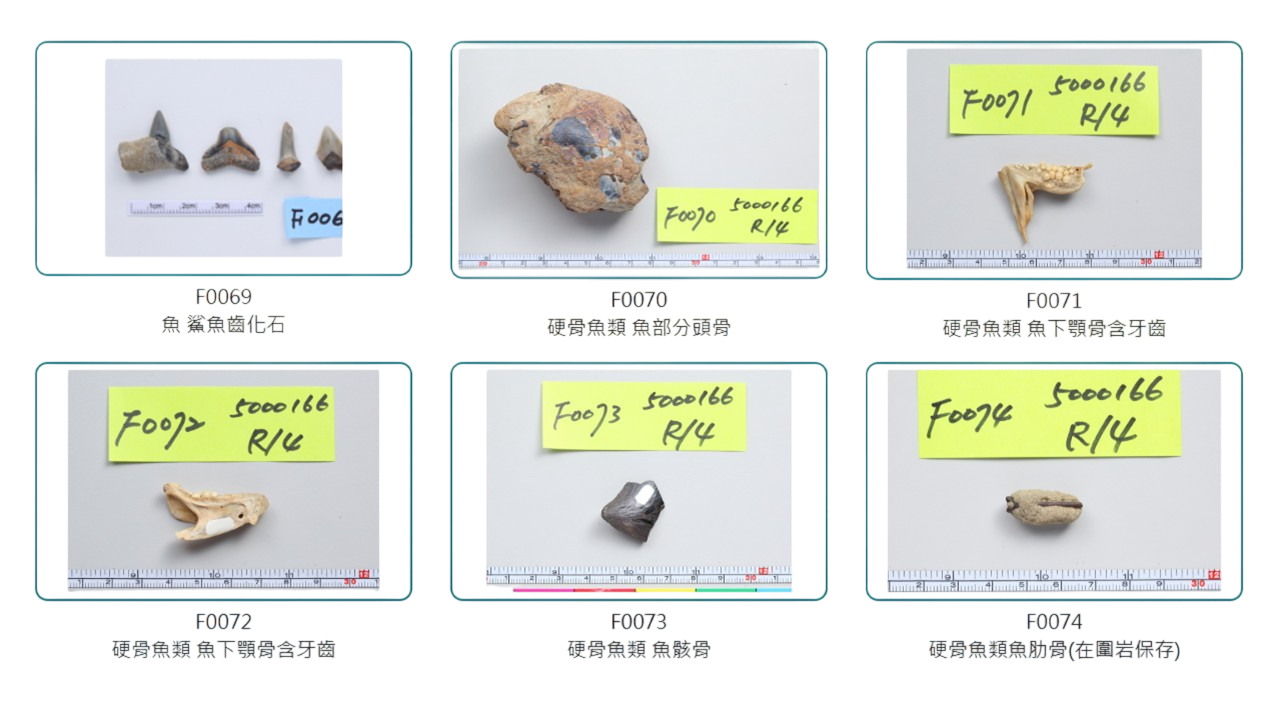 1cm 2cm 3cm 4cm
F006
F0069
魚 鯊魚齒化石
F0070 5000166
R/4
F0070
硬骨魚類 魚部分頭骨
F0071 5000166
R/4
F0071
硬骨魚類 魚下顎骨含牙齒
F0072 5000166
R/4
F0072
硬骨魚類 魚下顎骨含牙齒
F0073 5000166
R/4
F0073
硬骨魚類 魚骸骨
F0074 5000166
R/4
F0074
硬骨魚類魚肋骨(在圍岩保存)